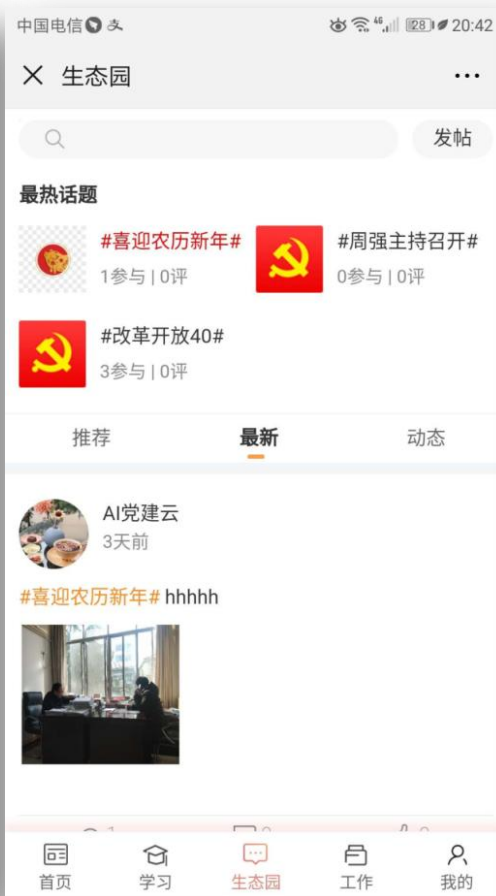 中国电信
46 28 20:42
生态园
发帖
最热话题
#喜迎农历新年# #周强主持召开#
1参与 | 0评 0参与 | 0评
#改革开放40#
3参与 | 0评
推荐 最新 动态
AI党建云
3天前
#喜迎农历新年# hhhhh
首页 学习 生态园 工作 我的